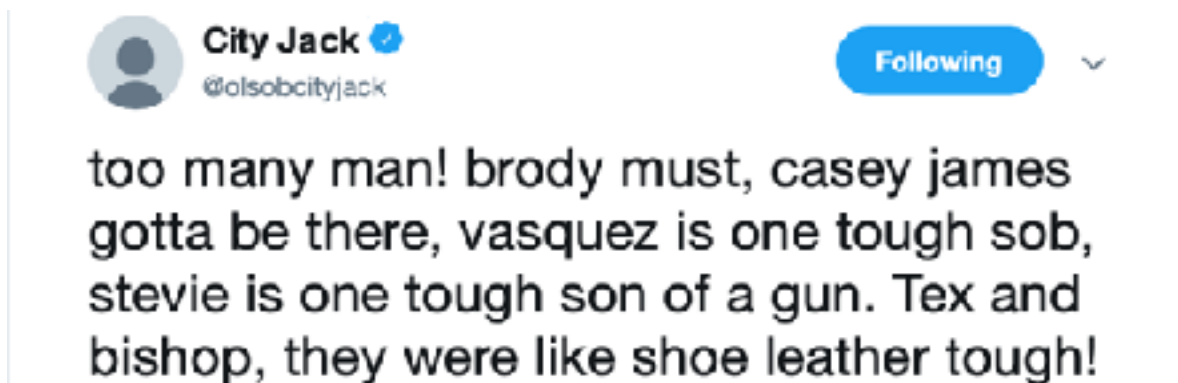 City Jack
@olsobcityjack
Following
too many man! brody must, casey james
gotta be there, vasquez is one tough sob,
stevie is one tough son of a gun. Tex and
bishop, they were like shoe leather tough!